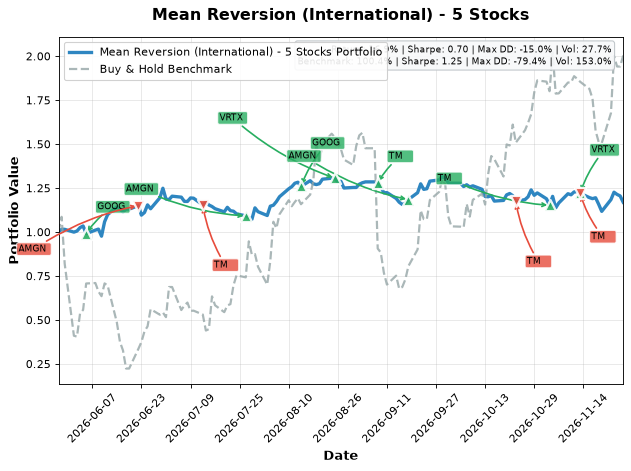 Mean Reversion (International) - 5 Stocks
Mean Reversion (International) - 5 Stocks Portfolio
Buy & Hold Benchmark
9% | Sharpe: 0.70 | Max DD: -15.0% | Vol: 27.7%
Benchmark: 100.4% | Sharpe: 1.25 | Max DD: -79.4% | Vol: 153.0%
Portfolio Value
2.00
1.75
1.50
1.25
1.00
0.75
0.50
0.25
VRTX
GOOG
AMGN
TM
VRTX
TM
AMGN
GOOG
AMGN
TM
TM
TM
2026-06-07
2026-06-23
2026-07-09
2026-07-25
2026-08-10
2026-08-26
2026-09-11
2026-09-27
2026-10-13
2026-10-29
2026-11-14
Date